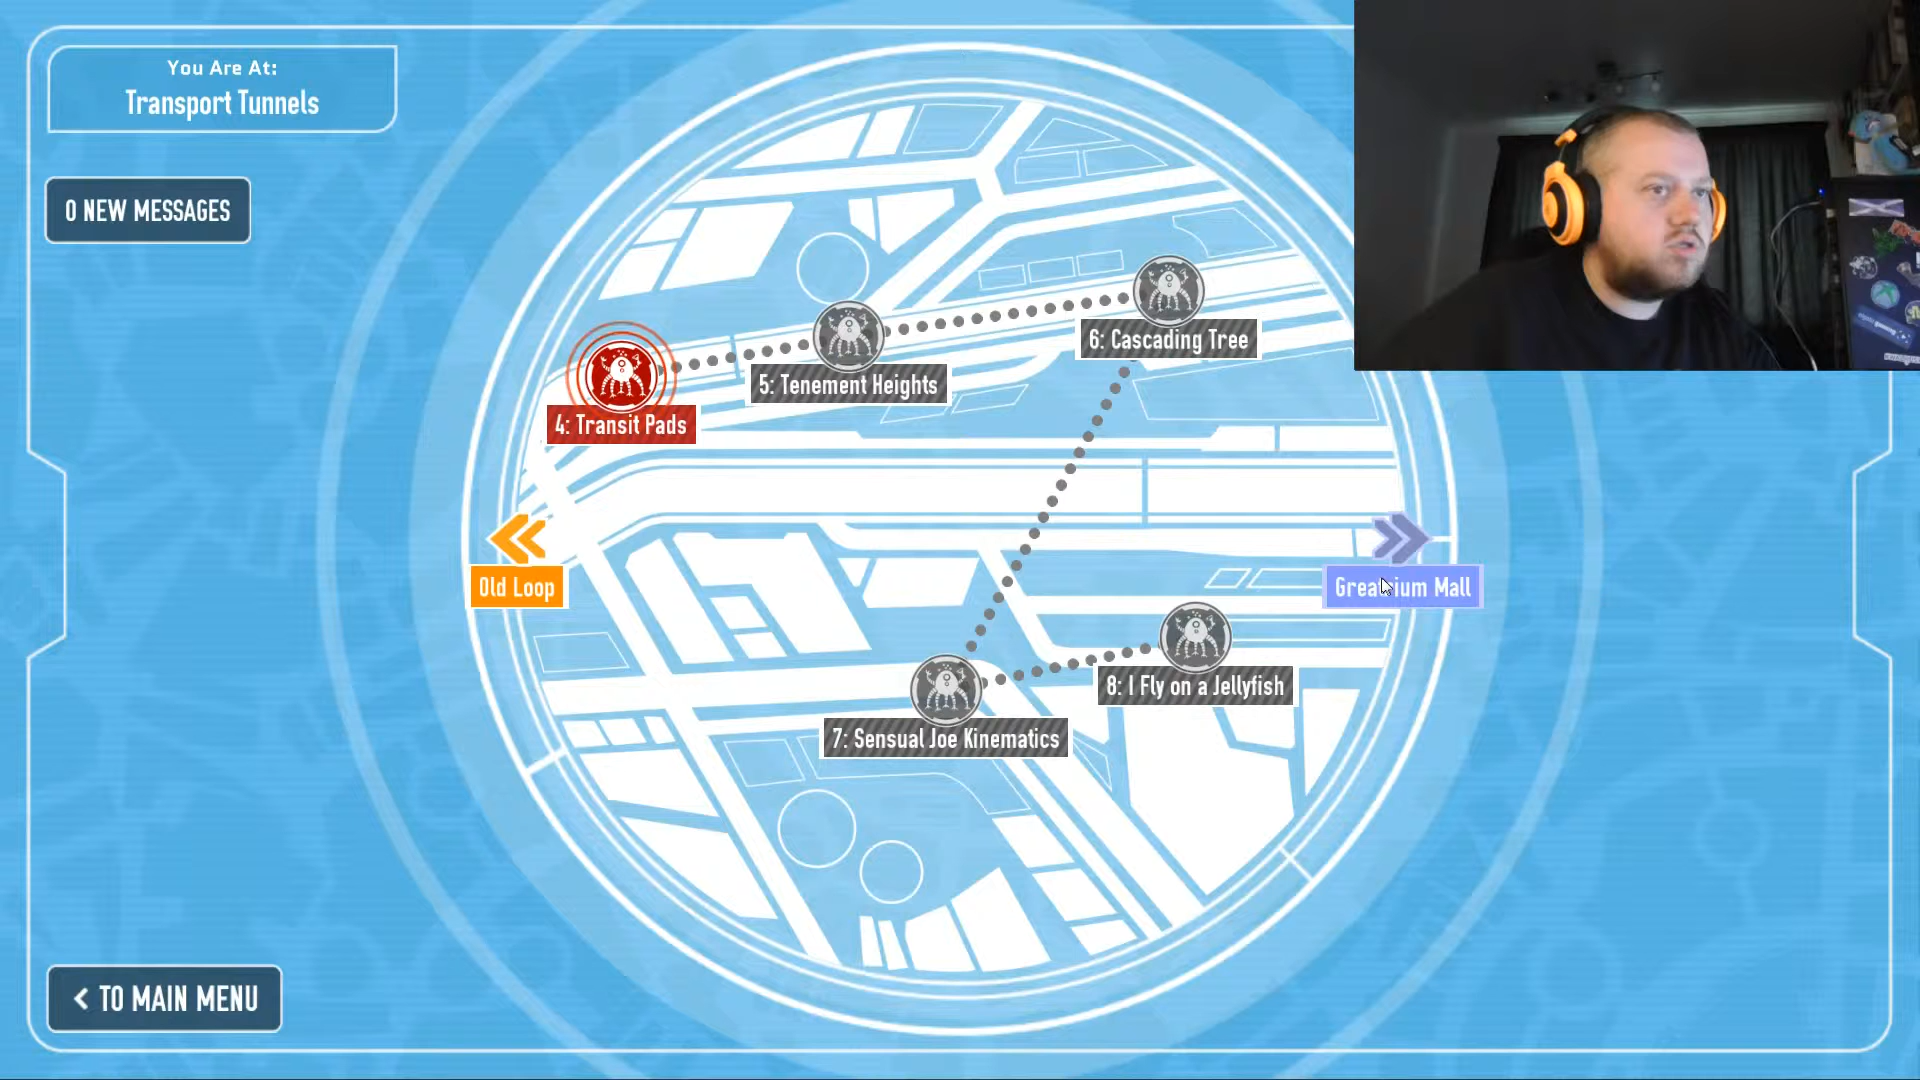 You Are At:
Transport Tunnels
0 NEW MESSAGES
6: Cascading Tree
5: Tenement Heights
4: Transit Pads
Old Loop
Greatrium Mall
8: I Fly on a Jellyfish
7: Sensual Joe Kinematics
< TO MAIN MENU